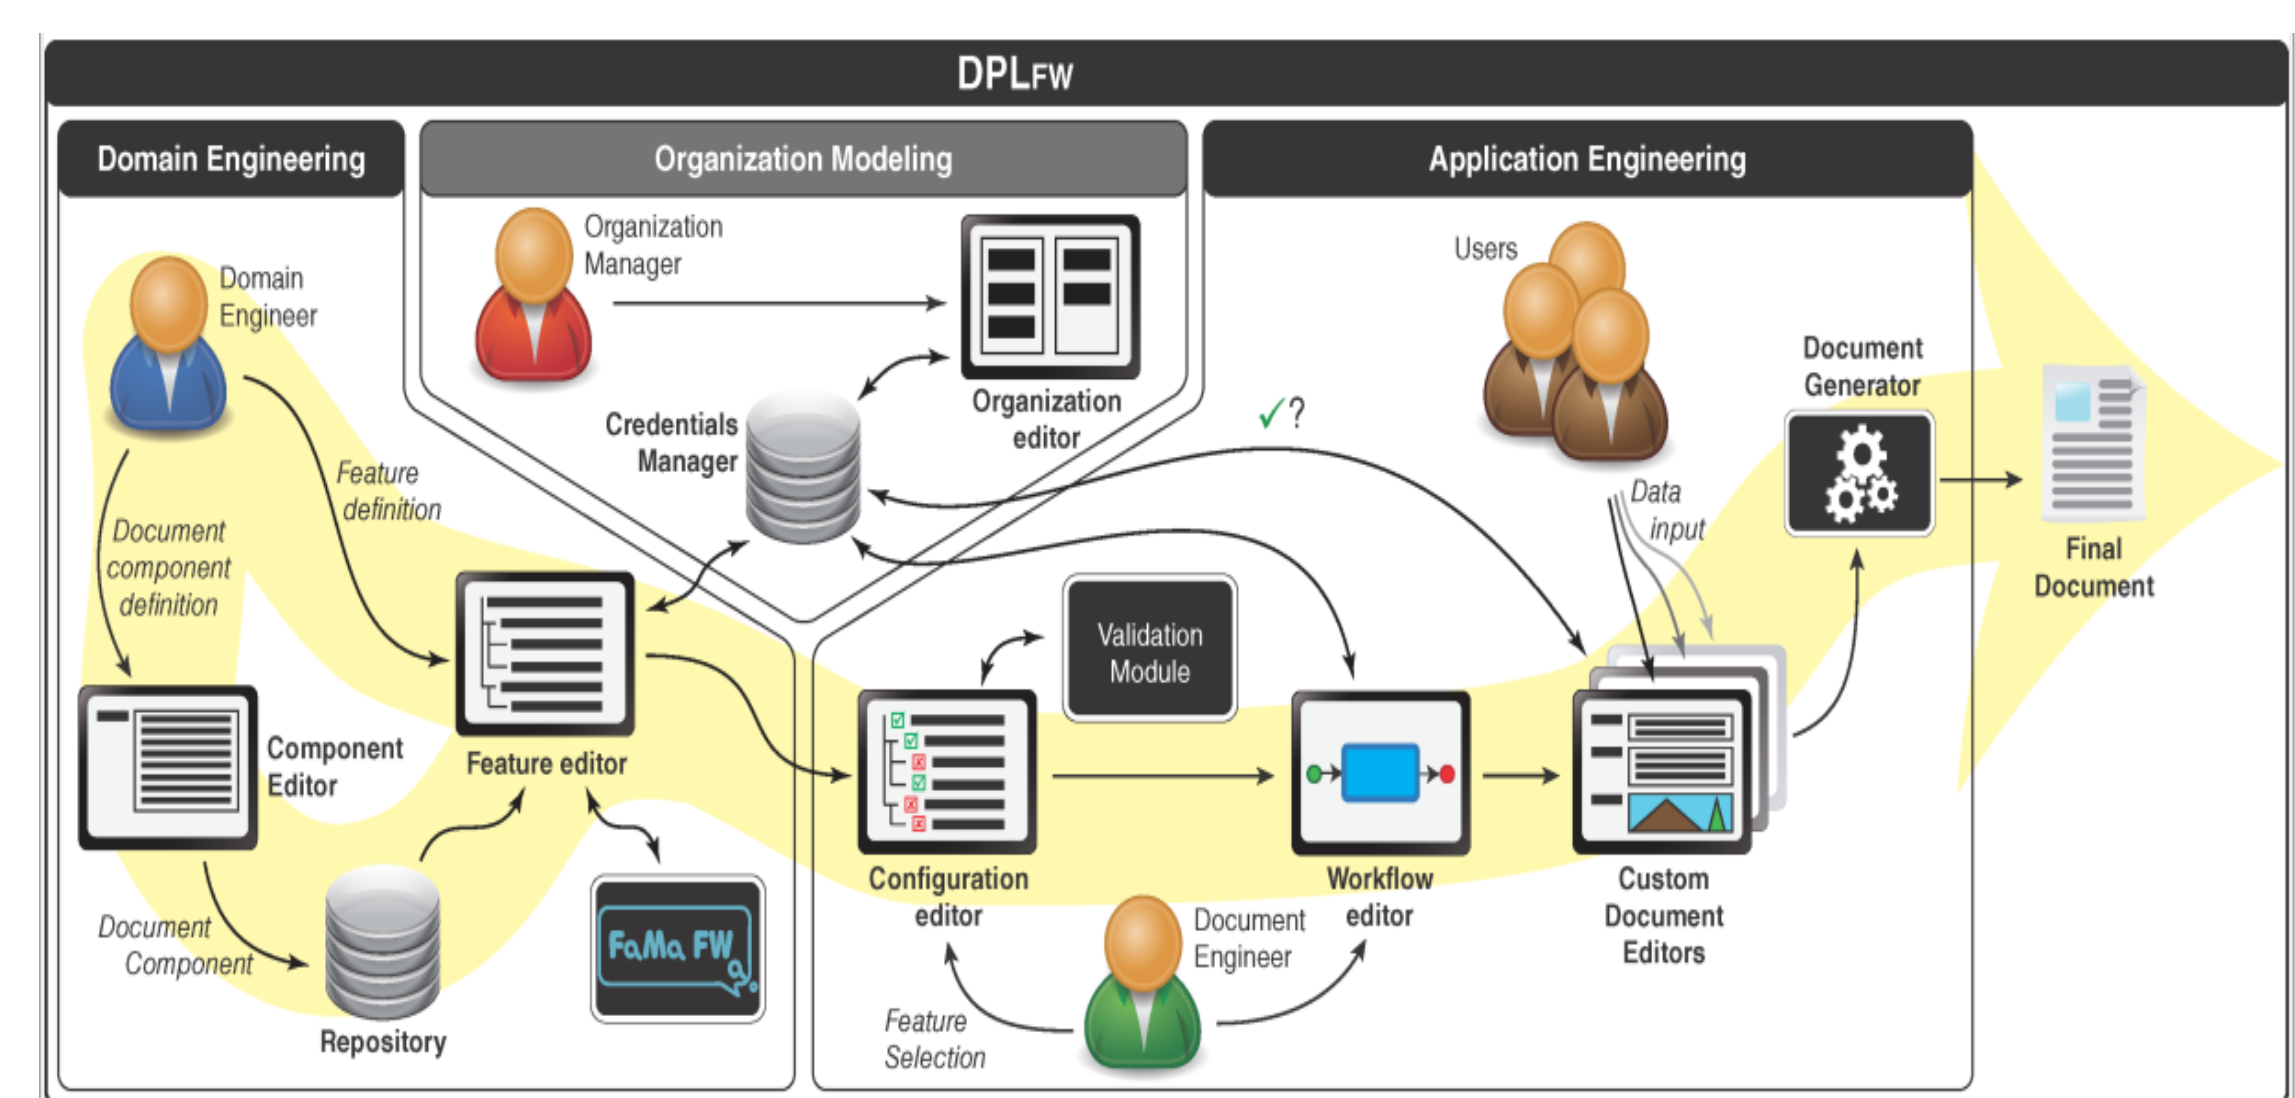 DPLFW
Domain Engineering
Organization Modeling
Application Engineering
Domain
Engineer
Feature
definition
Document
component
definition
Component
Editor
Feature editor
Document
Component
Repository
FaMa FW
Organization
Manager
Organization
editor
Credentials
Manager
✓?
Users
Data
input
Document
Generator
Final
Document
Validation
Module
Configuration
editor
Workflow
editor
Custom
Document
Editors
Document
Engineer
Feature
Selection